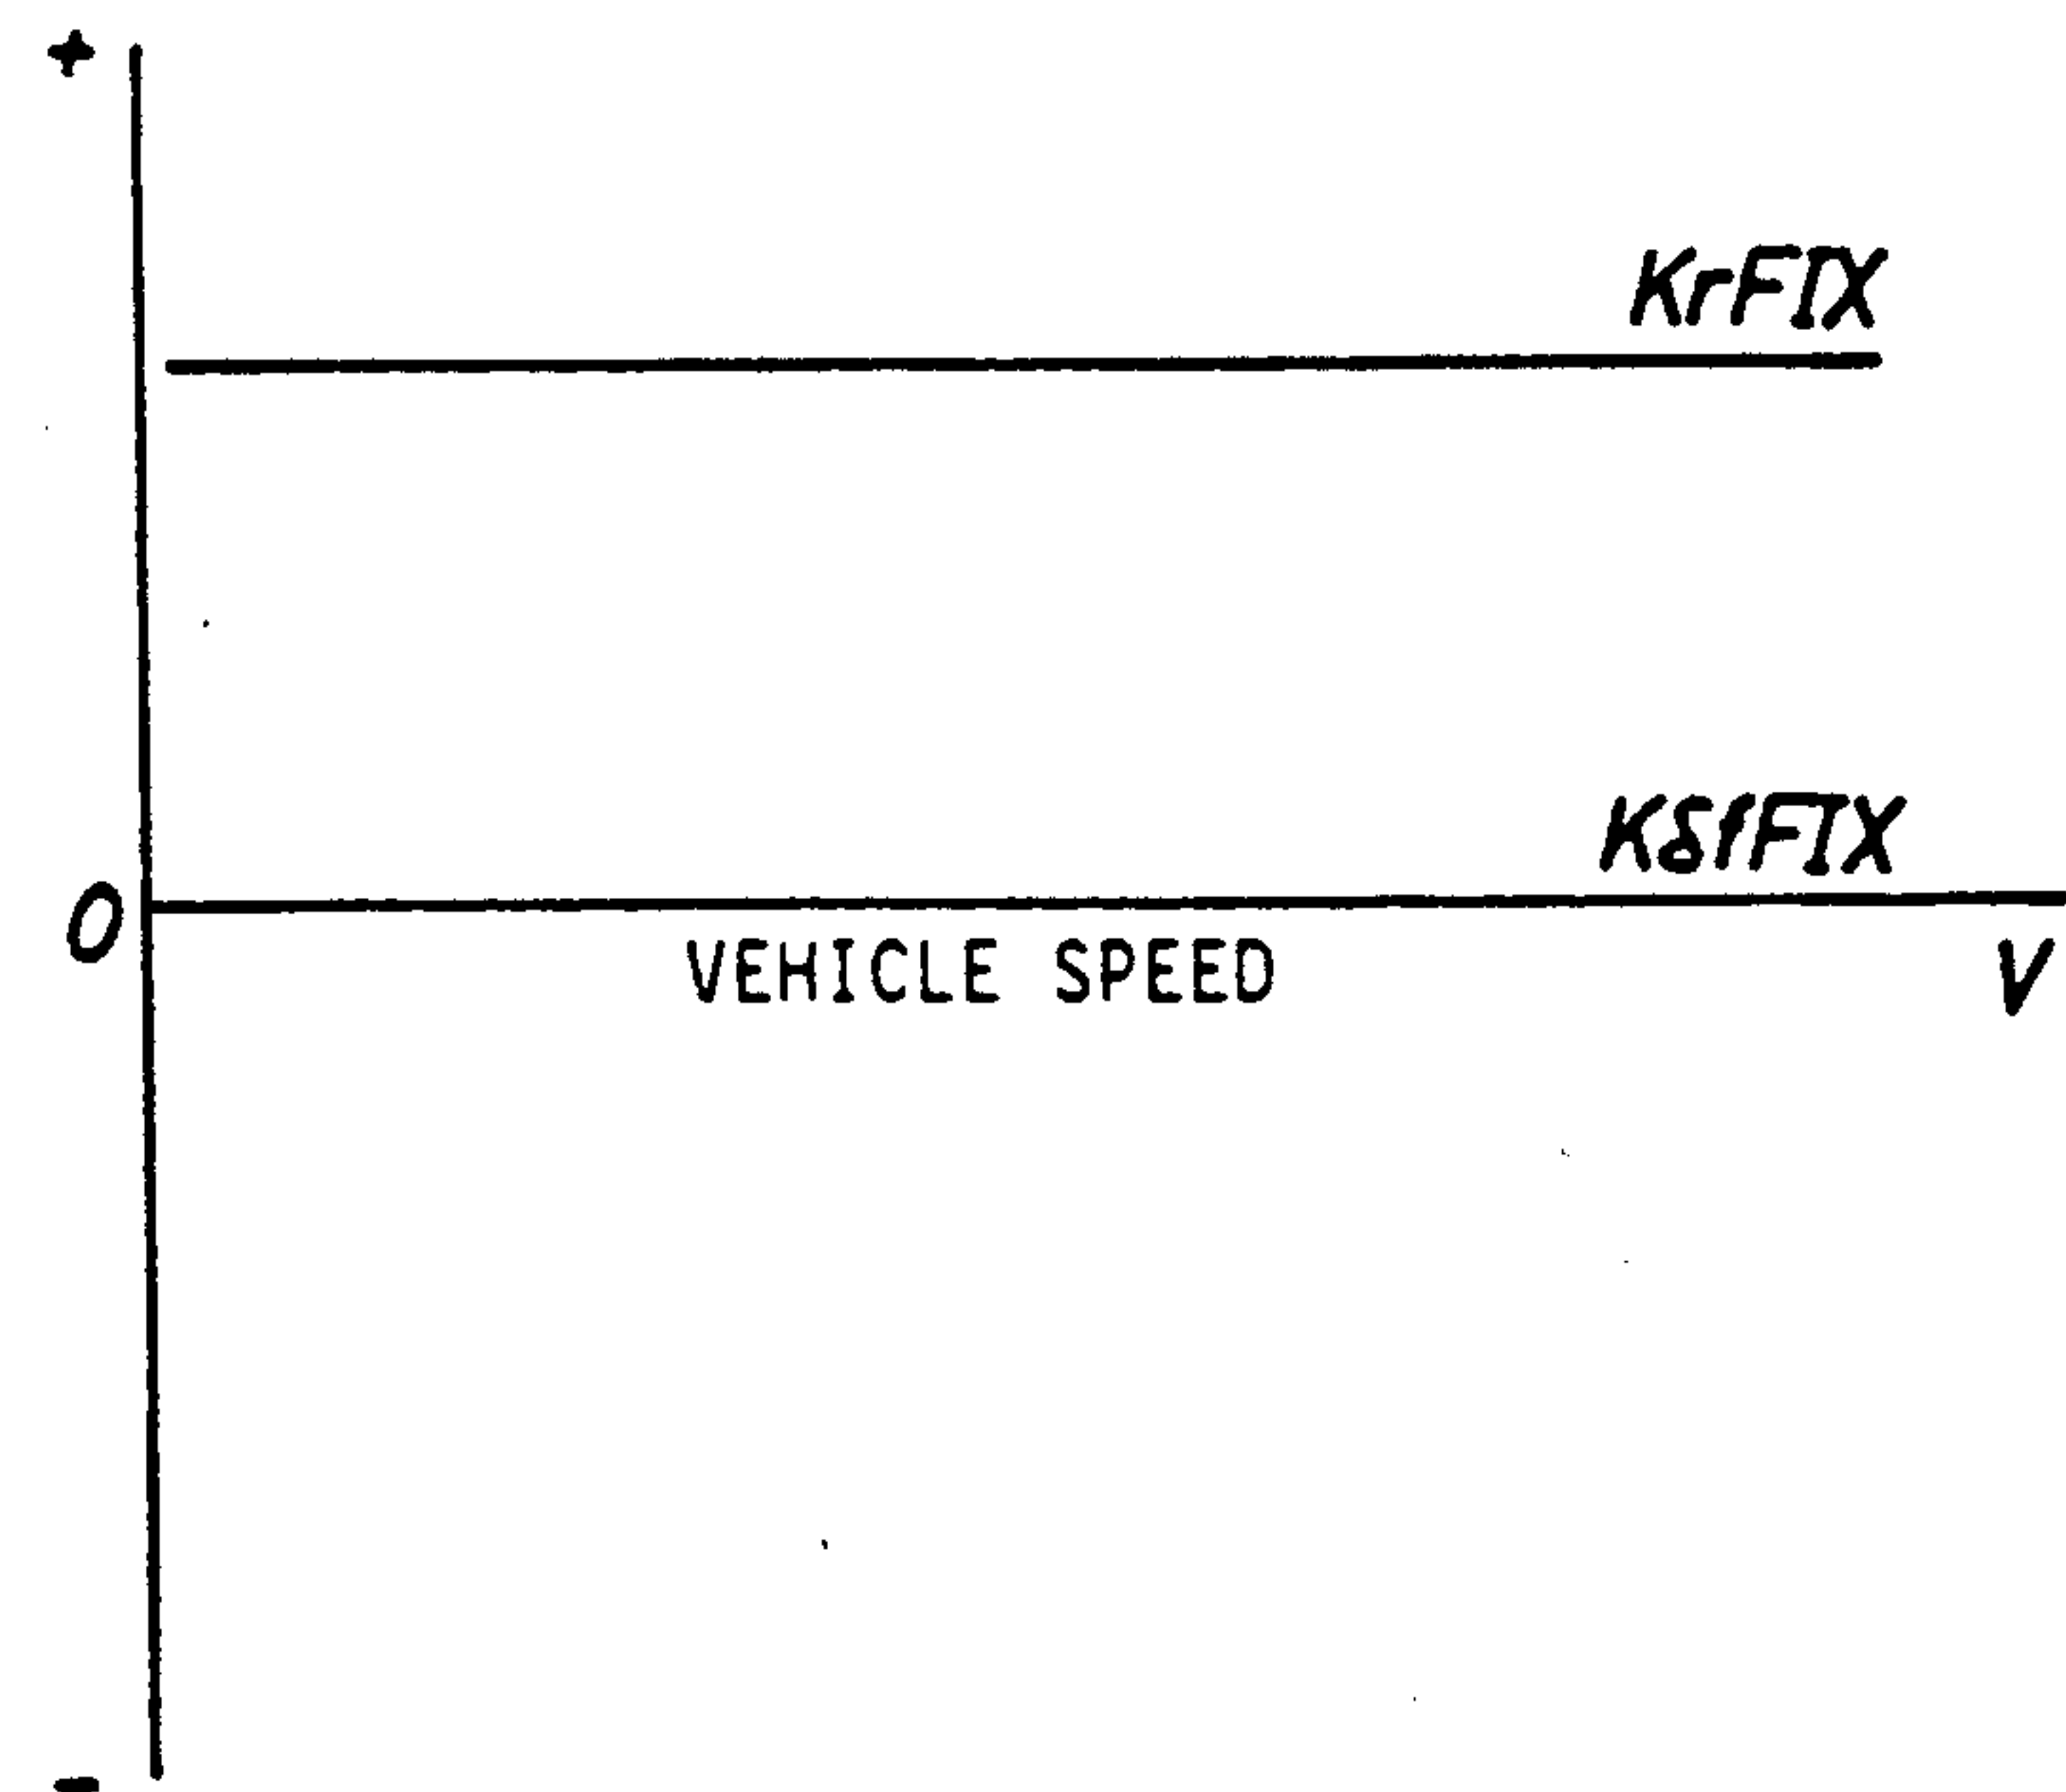 +
KrFIX
KδfFIX
0
VEHICLE SPEED
V
-